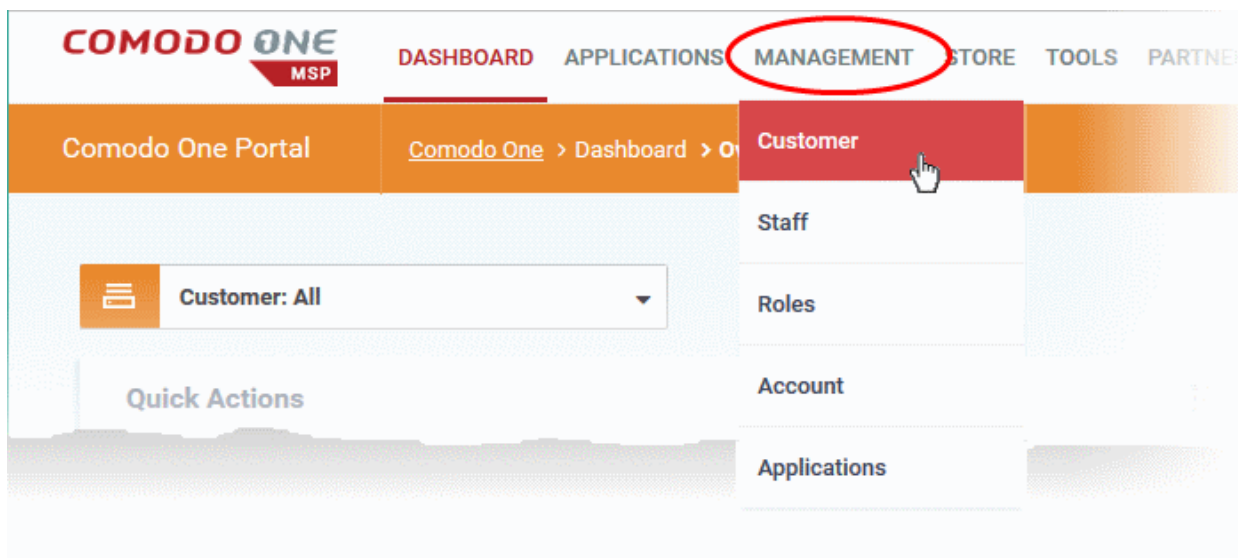 COMODO ONE
MSP
DASHBOARD APPLICATIONS MANAGEMENT STORE TOOLS
Comodo One Portal
Comodo One > Dashboard >
Customer
Staff
Customer: All
Roles
Account
Quick Actions
Applications